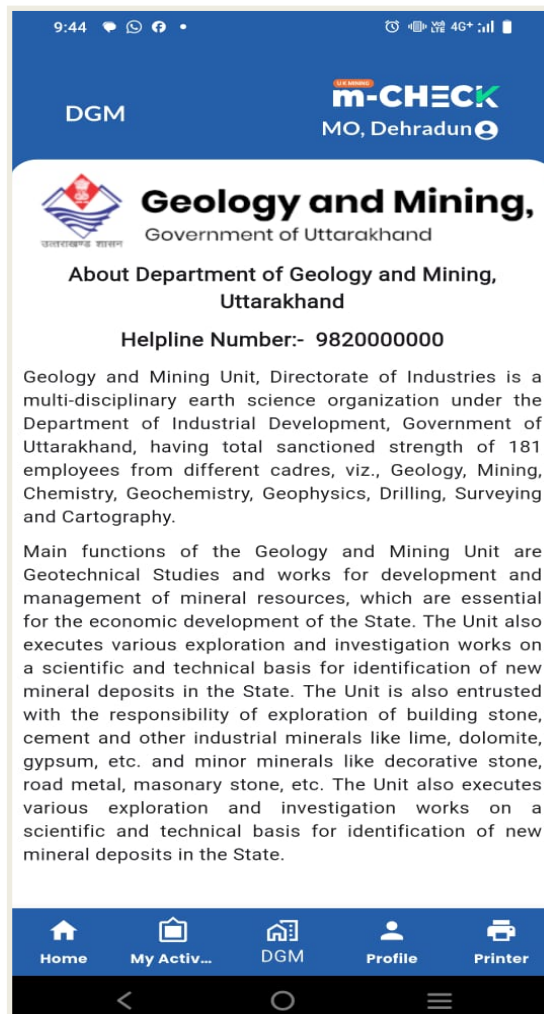 9:44
4G+
UK MINING
m-CHECK
DGM
MO, Dehradun
Geology and Mining,
उत्तराखण्ड शासन
Government of Uttarakhand
About Department of Geology and Mining,
Uttarakhand
Helpline Number:- 9820000000
Geology and Mining Unit, Directorate of Industries is a
multi-disciplinary earth science organization under the
Department of Industrial Development, Government of
Uttarakhand, having total sanctioned strength of 181
employees from different cadres, viz., Geology, Mining,
Chemistry, Geochemistry, Geophysics, Drilling, Surveying
and Cartography.
Main functions of the Geology and Mining Unit are
Geotechnical Studies and works for development and
management of mineral resources, which are essential
for the economic development of the State. The Unit also
executes various exploration and investigation works on
a scientific and technical basis for identification of new
mineral deposits in the State. The Unit is also entrusted
with the responsibility of exploration of building stone,
cement and other industrial minerals like lime, dolomite,
gypsum, etc. and minor minerals like decorative stone,
road metal, masonary stone, etc. The Unit also executes
various exploration and investigation works on a
scientific and technical basis for identification of new
mineral deposits in the State.
Home
My Activ...
DGM
Profile
Printer